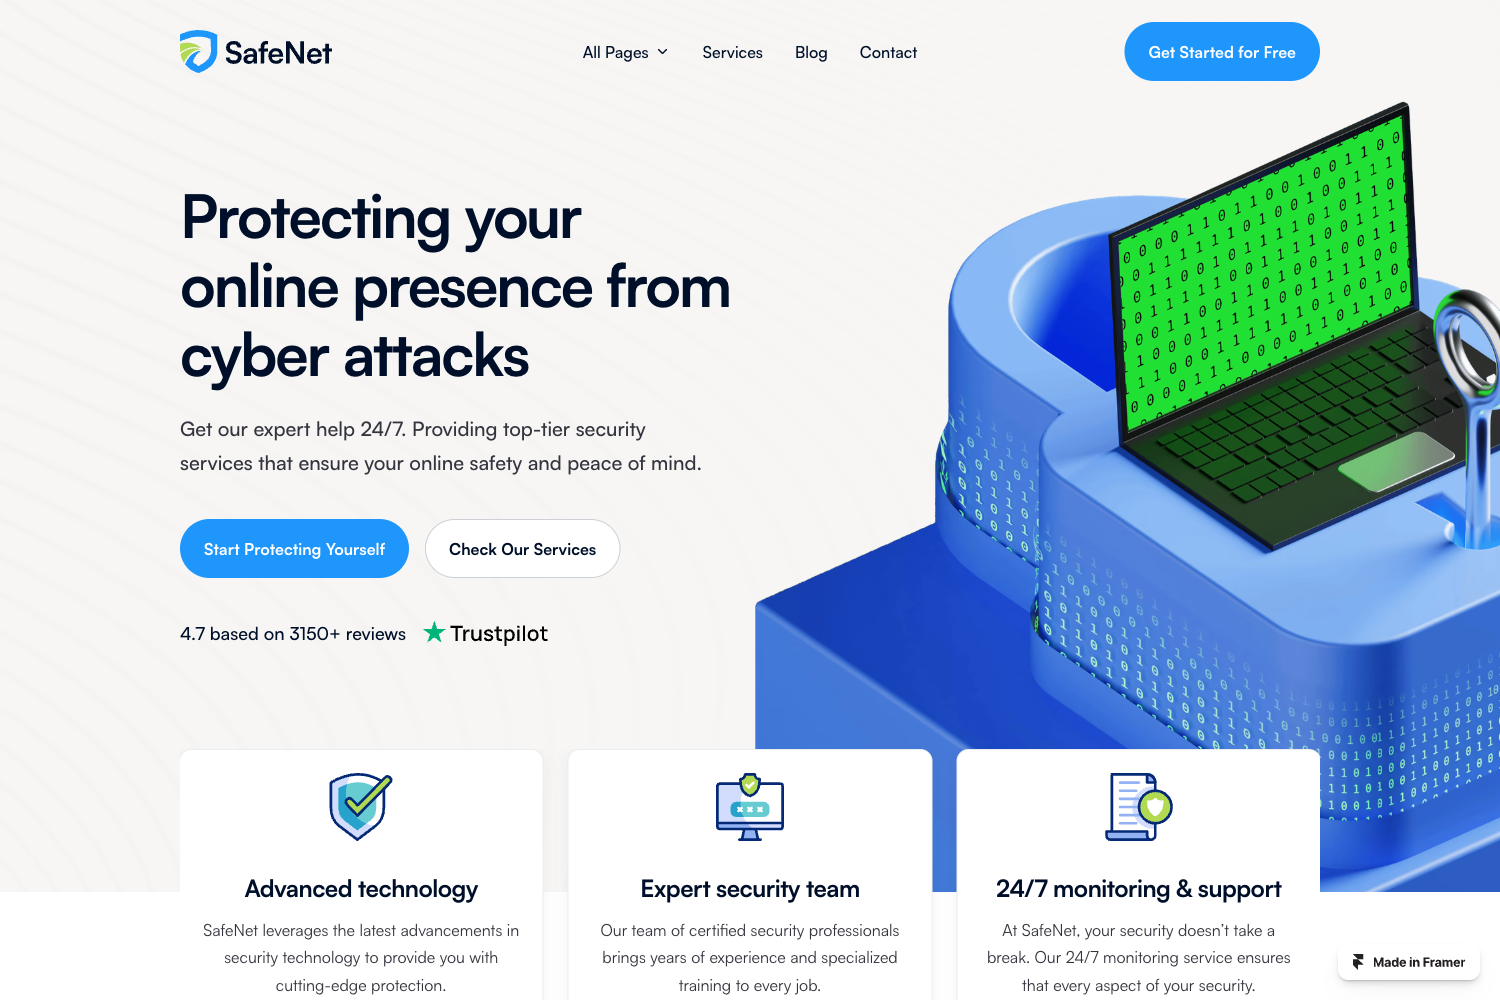 SafeNet
All Pages
Services
Blog
Contact
Get Started for Free
Protecting your
online presence from
cyber attacks
Get our expert help 24/7. Providing top-tier security
services that ensure your online safety and peace of mind.
Start Protecting Yourself
Check Our Services
4.7 based on 3150+ reviews
Trustpilot
Advanced technology
SafeNet leverages the latest advancements in
security technology to provide you with
cutting-edge protection.
Expert security team
Our team of certified security professionals
brings years of experience and specialized
training to every job.
24/7 monitoring & support
At SafeNet, your security doesn’t take a
break. Our 24/7 monitoring service ensures
that every aspect of your security.
Made in Framer